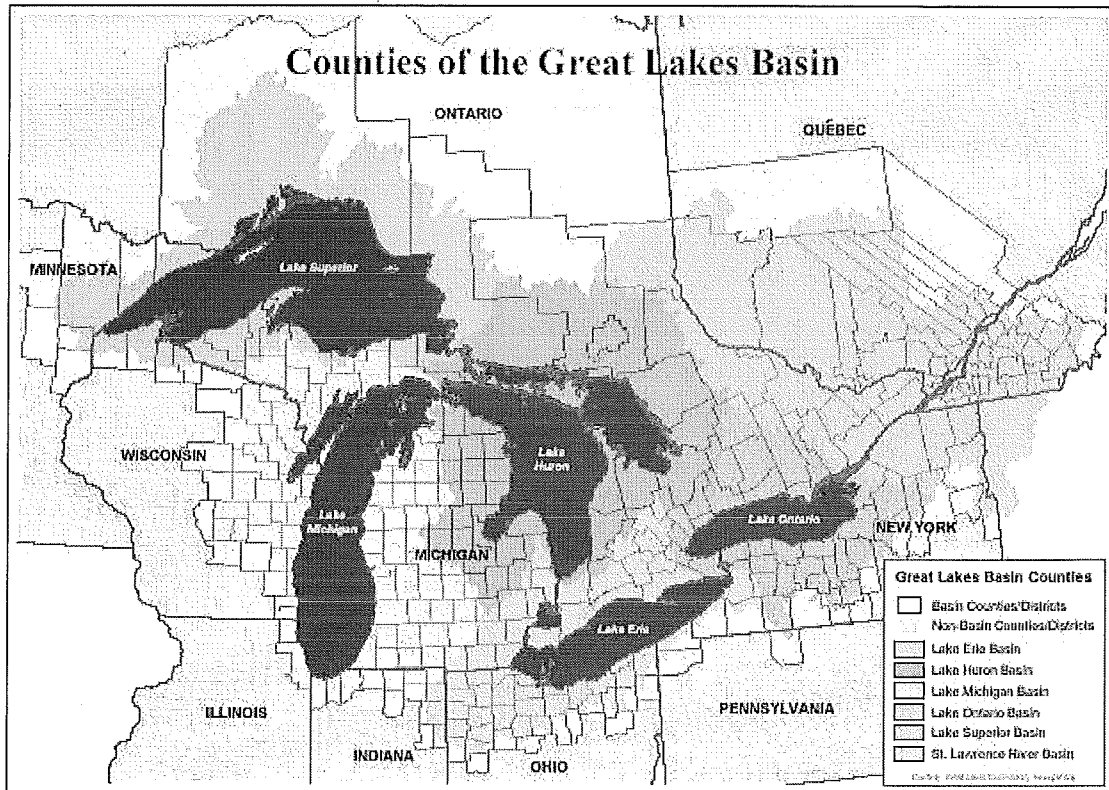 Counties of the Great Lakes Basin
ONTARIO
QUÉBEC
MINNESOTA
Lake Superior
WISCONSIN
Lake
Huron
Lake
Michigan
Lake Ontario
MICHIGAN
NEW YORK
Lake Erie
ILLINOIS
INDIANA
OHIO
PENNSYLVANIA
Great Lakes Basin Counties
Basin Counties/Districts
Non-Basin Counties/Districts
Lake Erie Basin
Lake Huron Basin
Lake Michigan Basin
Lake Ontario Basin
Lake Superior Basin
St. Lawrence River Basin